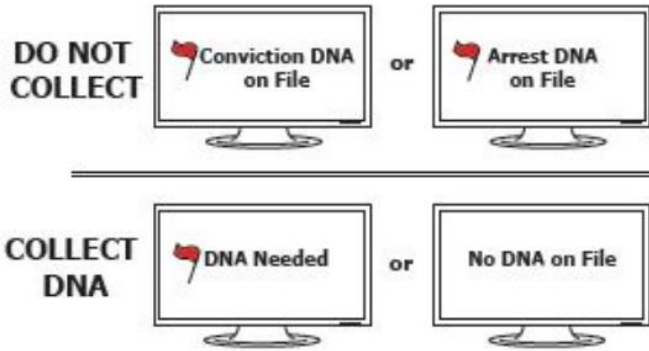 DO NOT
COLLECT
Conviction DNA
on File
or
Arrest DNA
on File
COLLECT
DNA
DNA Needed
or
No DNA on File